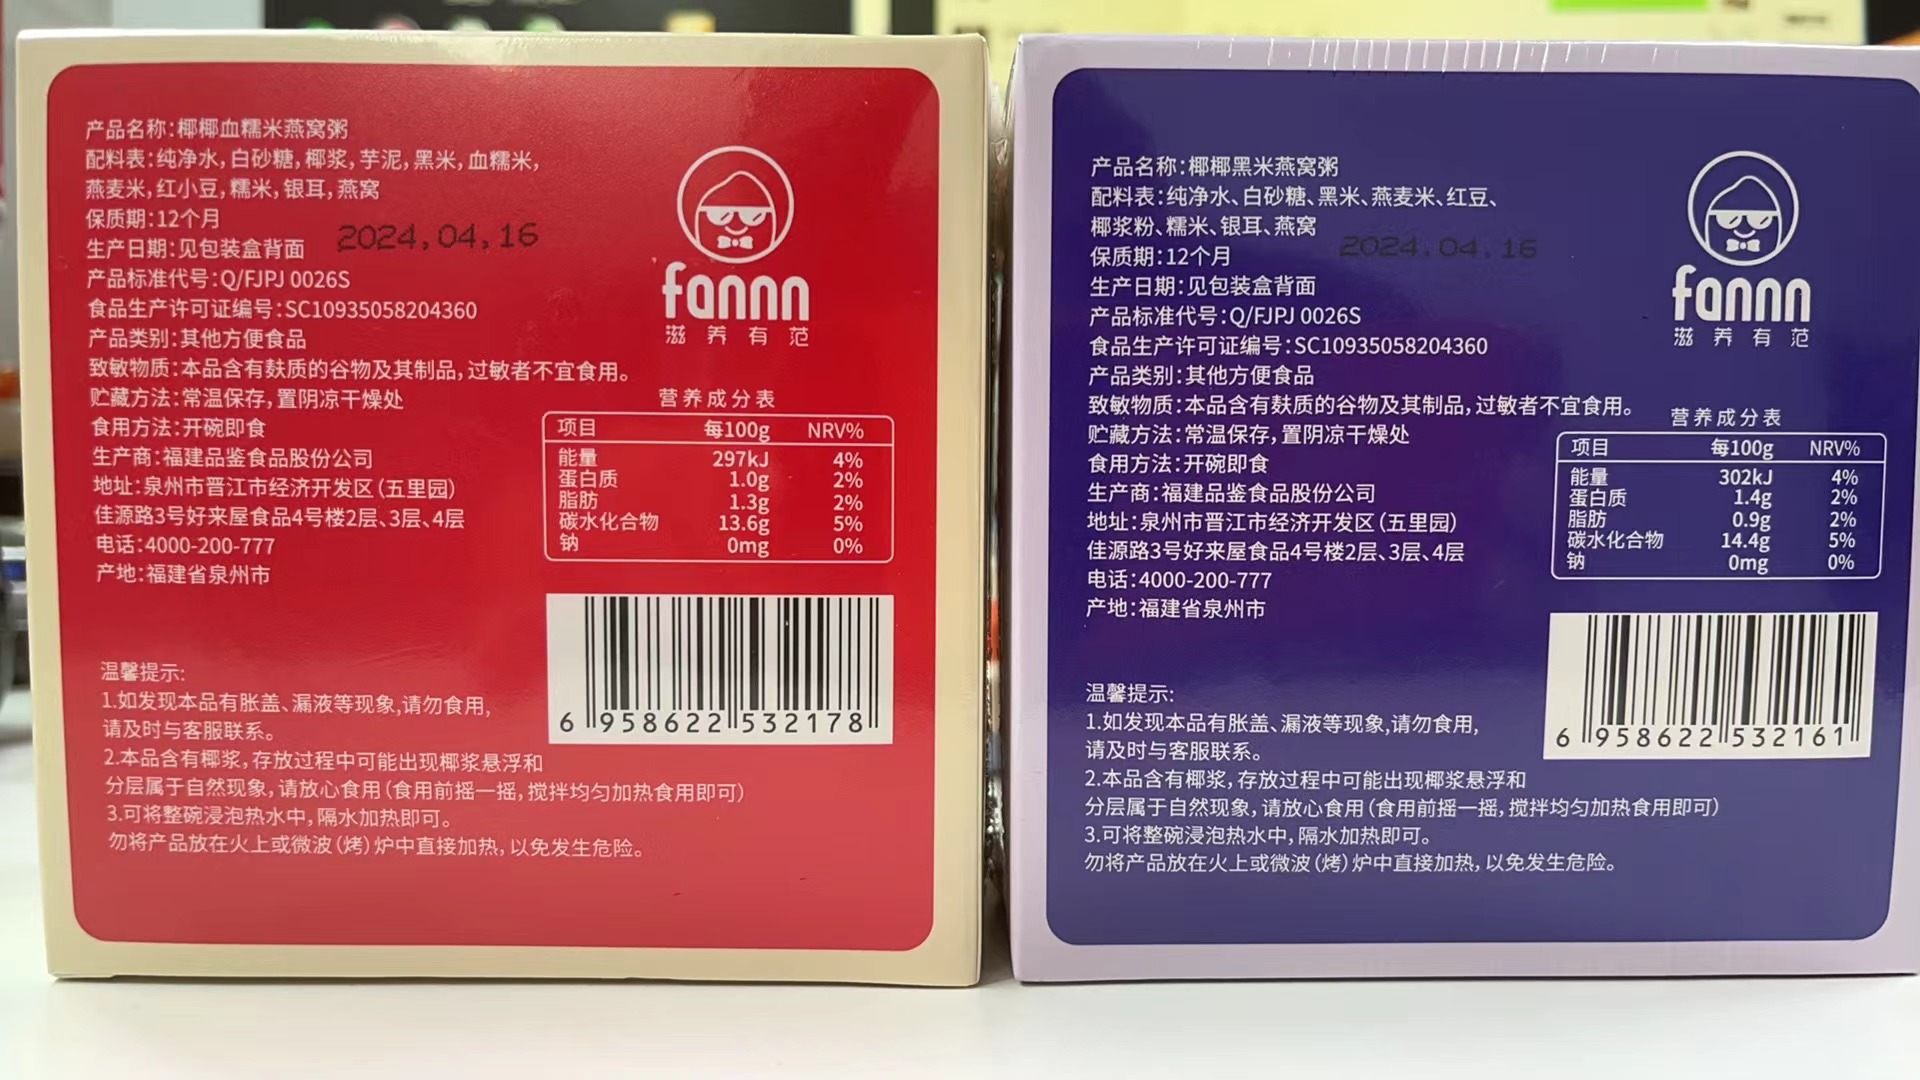 产品名称:椰椰血糯米燕窝粥
配料表:纯净水,白砂糖,椰浆,芋泥,黑米,血糯米,
燕麦米,红小豆,糯米,银耳,燕窝
保质期:12个月
生产日期:见包装盒背面
2024.04.16
产品标准代号:Q/FJPJ 0026S
食品生产许可证编号:SC10935058204360
产品类别:其他方便食品
致敏物质:本品含有麸质的谷物及其制品,过敏者不宜食用。
贮藏方法:常温保存,置阴凉干燥处
食用方法:开碗即食
生产商:福建品鉴食品股份公司
地址:泉州市晋江市经济开发区(五里园)
佳源路3号好来屋食品4号楼2层、3层、4层
电话:4000-200-777
产地:福建省泉州市
fannn
滋养有范
营养成分表
项目 每100g NRV%
能量 297kJ 4%
蛋白质 1.0g 2%
脂肪 1.3g 2%
碳水化合物 13.6g 5%
钠 0mg 0%
6 958622 532178
温馨提示:
1.如发现本品有胀盖、漏液等现象,请勿食用,
请及时与客服联系。
2.本品含有椰浆,存放过程中可能出现椰浆悬浮和
分层属于自然现象,请放心食用(食用前摇一摇,搅拌均匀加热食用即可)
3.可将整碗浸泡热水中,隔水加热即可。
勿将产品放在火上或微波(烤)炉中直接加热,以免发生危险。
产品名称:椰椰黑米燕窝粥
配料表:纯净水、白砂糖、黑米、燕麦米、红豆、
椰浆粉、糯米、银耳、燕窝
保质期:12个月
2024.04.16
生产日期:见包装盒背面
产品标准代号:Q/FJPJ 0026S
食品生产许可证编号:SC10935058204360
产品类别:其他方便食品
致敏物质:本品含有麸质的谷物及其制品,过敏者不宜食用。
贮藏方法:常温保存,置阴凉干燥处
食用方法:开碗即食
生产商:福建品鉴食品股份公司
地址:泉州市晋江市经济开发区(五里园)
佳源路3号好来屋食品4号楼2层、3层、4层
电话:4000-200-777
产地:福建省泉州市
fannn
滋养有范
营养成分表
项目 每100g NRV%
能量 302kJ 4%
蛋白质 1.4g 2%
脂肪 0.9g 2%
碳水化合物 14.4g 5%
钠 0mg 0%
6 958622 532161
温馨提示:
1.如发现本品有胀盖、漏液等现象,请勿食用,
请及时与客服联系。
2.本品含有椰浆,存放过程中可能出现椰浆悬浮和
分层属于自然现象,请放心食用(食用前摇一摇,搅拌均匀加热食用即可)
3.可将整碗浸泡热水中,隔水加热即可。
勿将产品放在火上或微波(烤)炉中直接加热,以免发生危险。